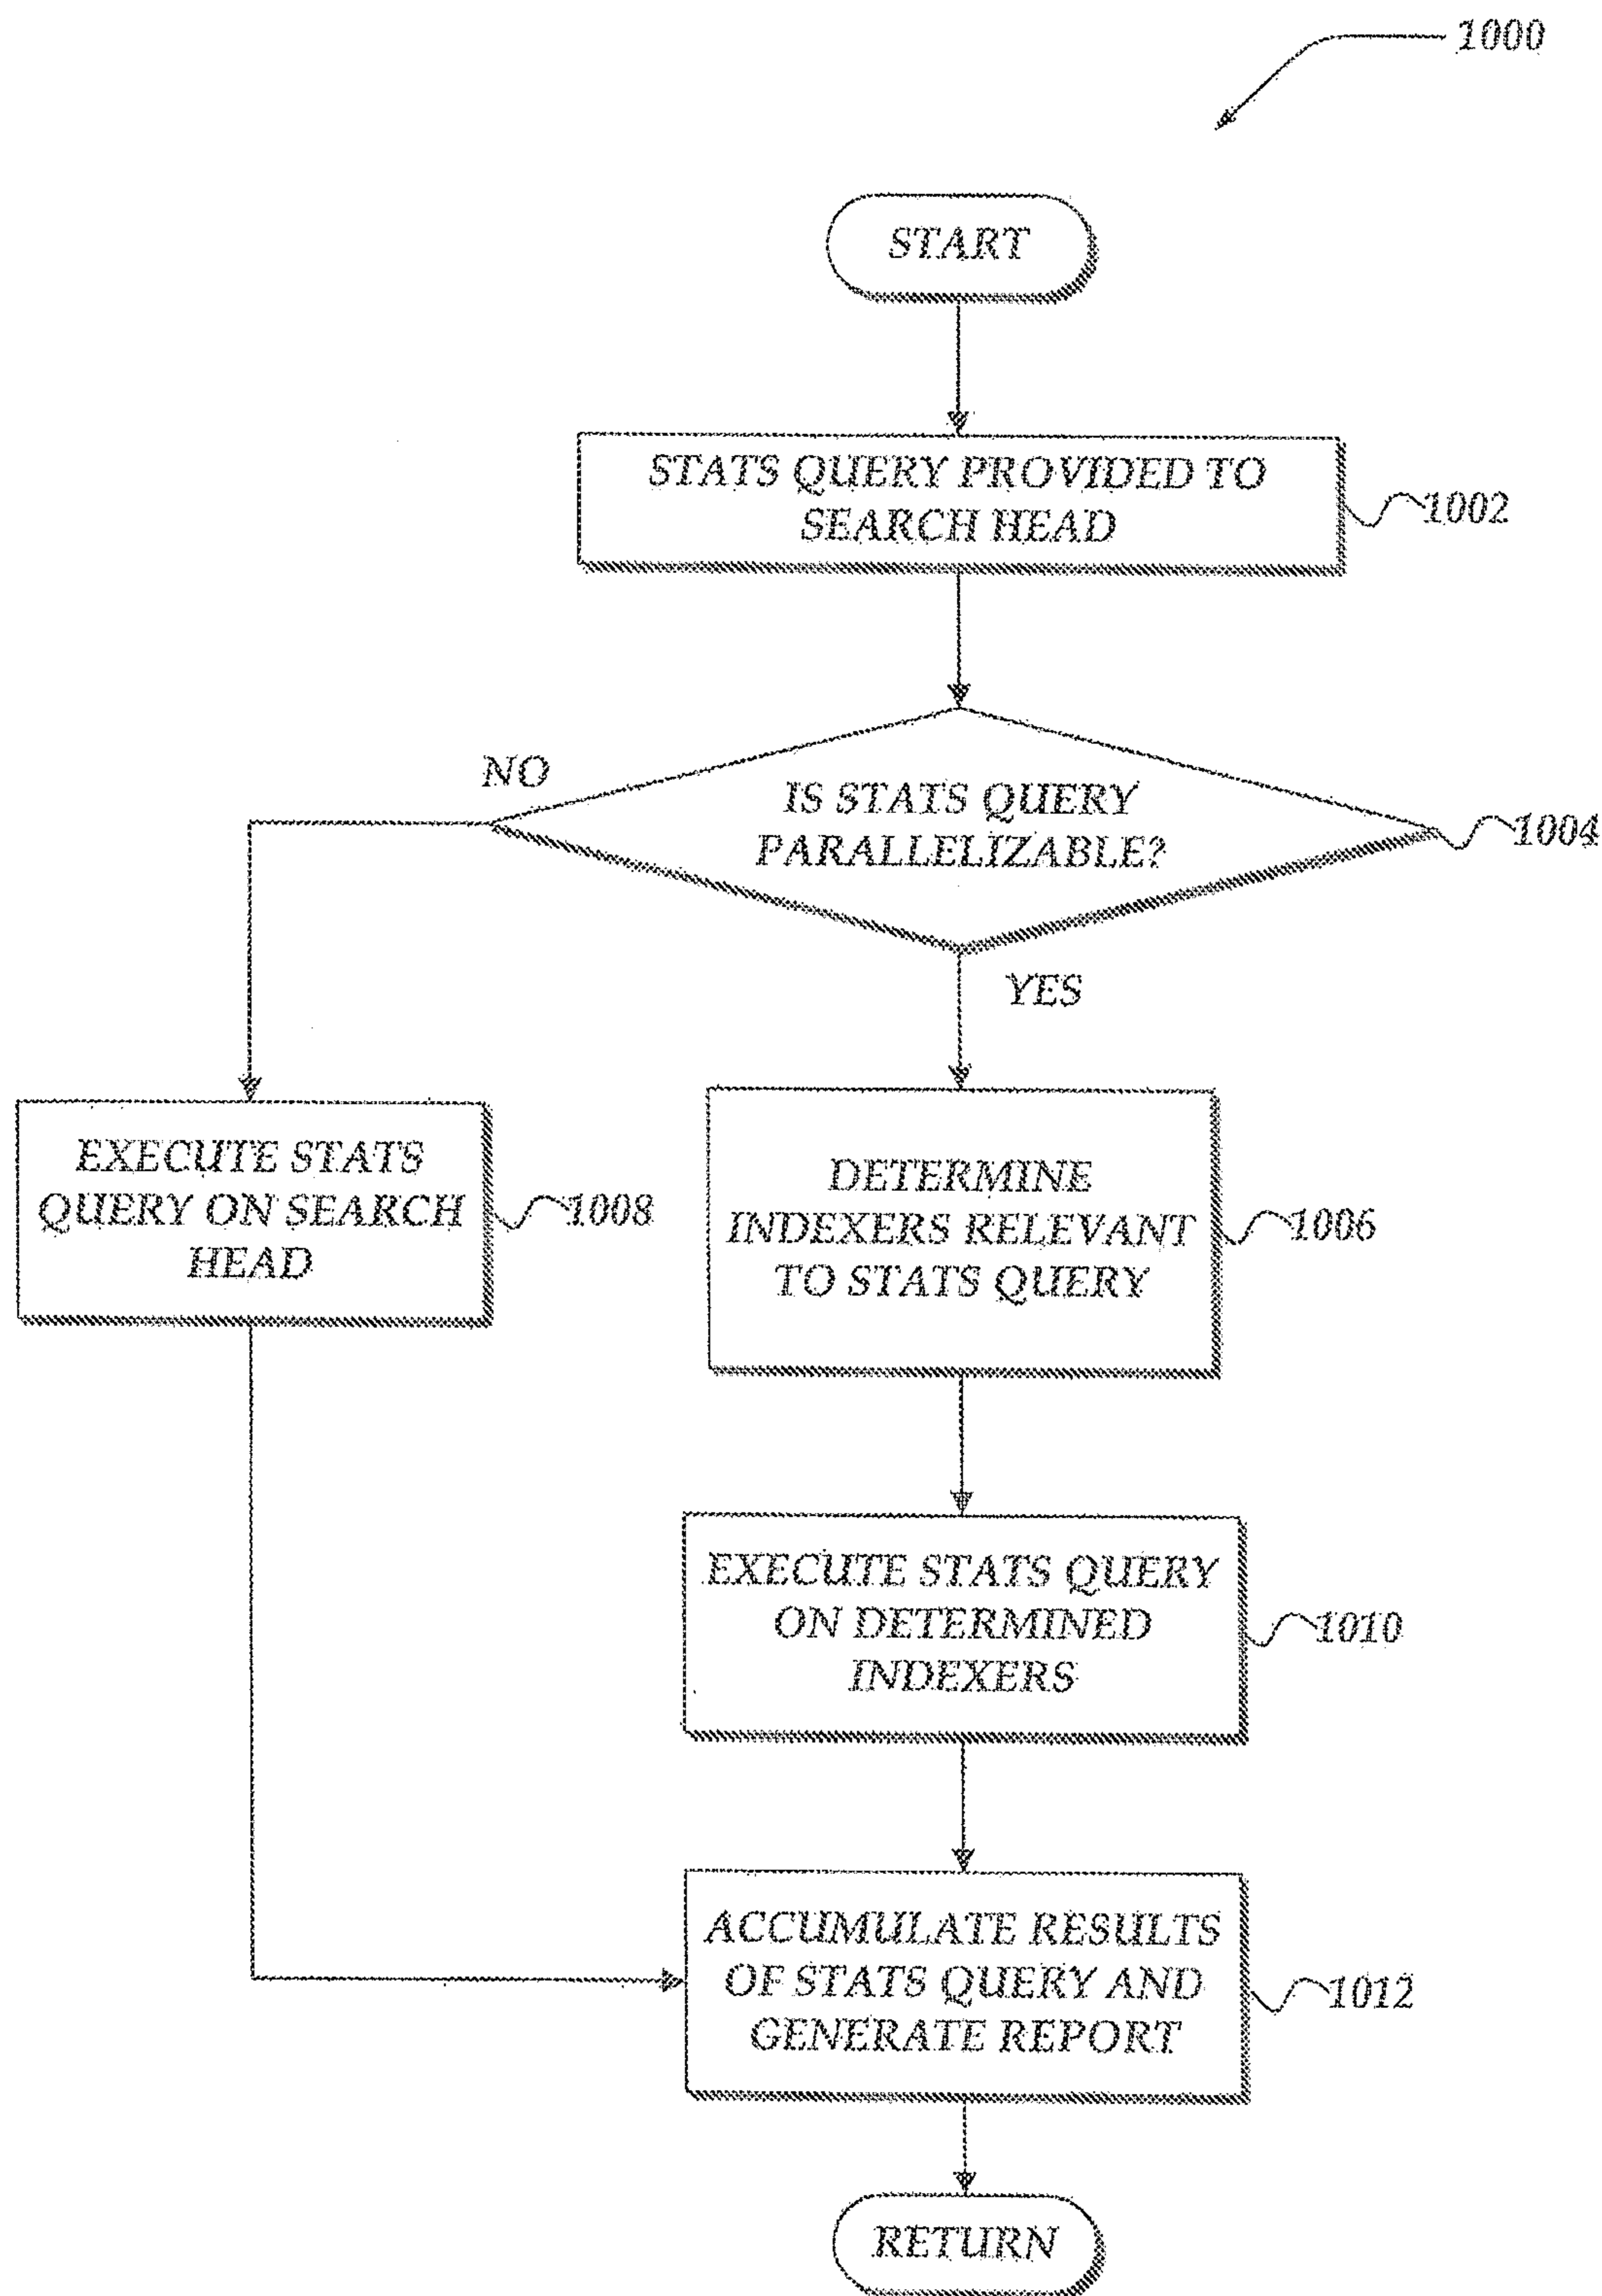 1000
START
STATS QUERY PROVIDED TO
SEARCH HEAD
1002
NO
IS STATS QUERY
PARALLELIZABLE?
1004
YES
EXECUTE STATS
QUERY ON SEARCH
HEAD
1008
DETERMINE
INDEXERS RELEVANT
TO STATS QUERY
1006
EXECUTE STATS QUERY
ON DETERMINED
INDEXERS
1010
ACCUMULATE RESULTS
OF STATS QUERY AND
GENERATE REPORT
1012
RETURN